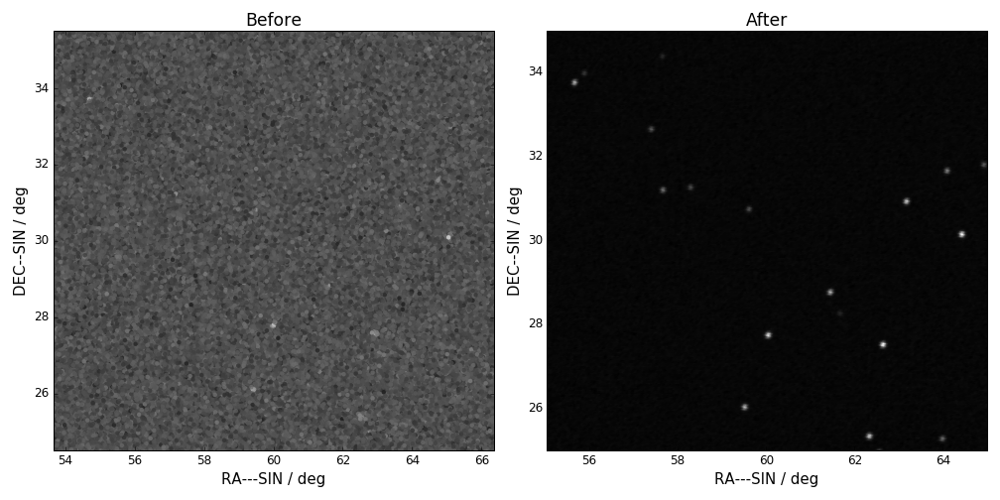 Before
34
32
30
28
26
54 56 58 60 62 64 66
DEC--SIN / deg
RA---SIN / deg
After
34
32
30
28
26
56 58 60 62 64
DEC--SIN / deg
RA---SIN / deg